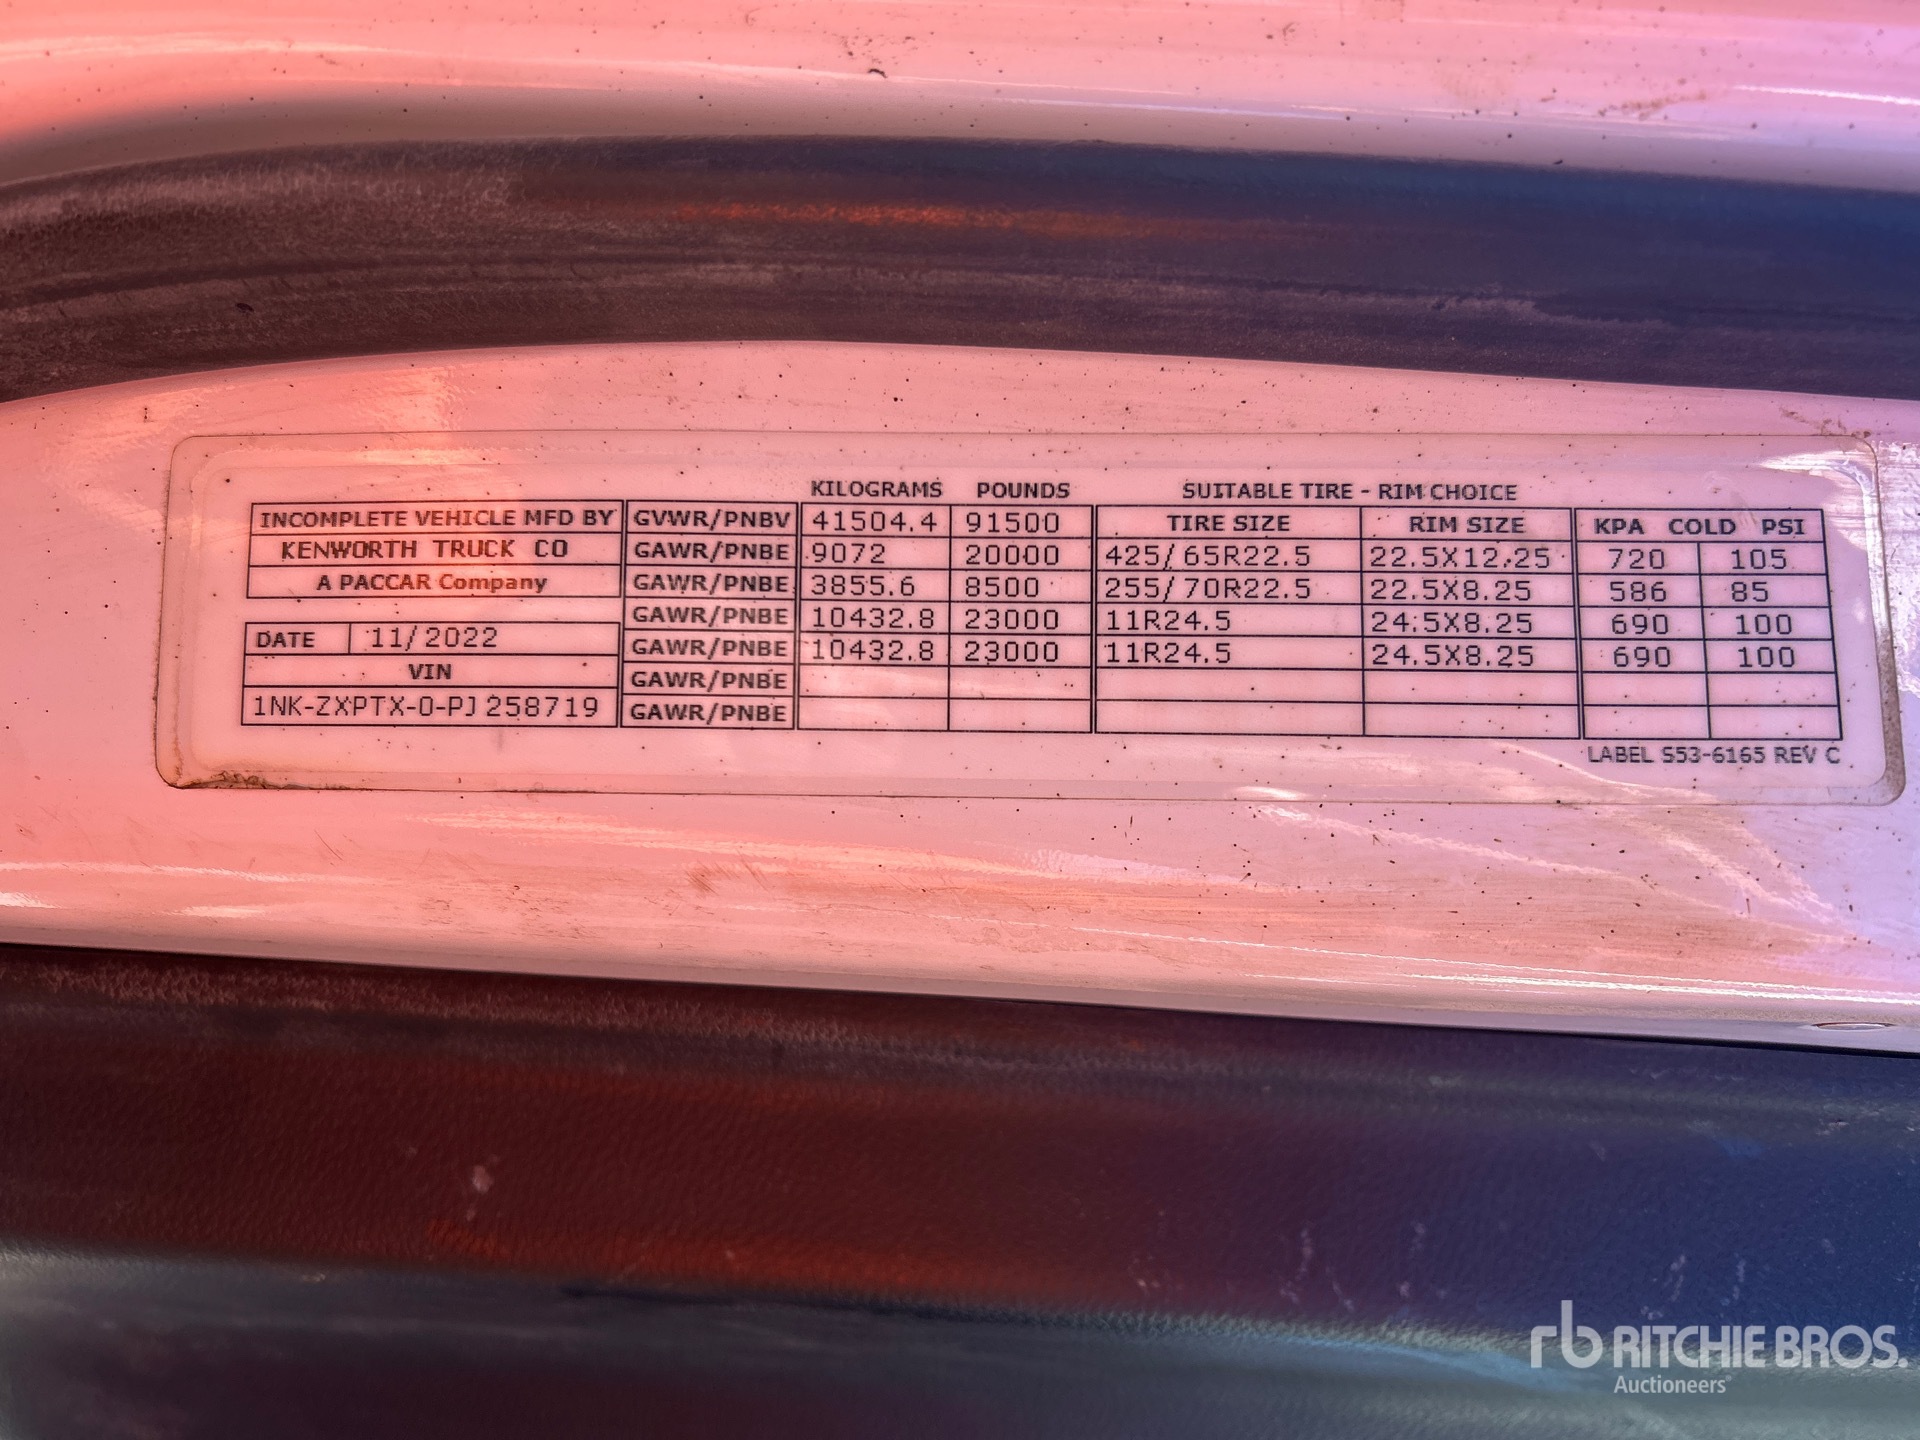 KILOGRAMS POUNDS SUITABLE TIRE - RIM CHOICE
INCOMPLETE VEHICLE MFD BY GVWR/PNBV 41504.4 91500 TIRE SIZE RIM SIZE KPA COLD PSI
KENWORTH TRUCK CO GAWR/PNBE 9072 20000 425/65R22.5 22.5X12.25 720 105
A PACCAR Company GAWR/PNBE 3855.6 8500 255/70R22.5 22.5X8.25 586 85
GAWR/PNBE 10432.8 23000 11R24.5 24.5X8.25 690 100
DATE 11/2022 GAWR/PNBE 10432.8 23000 11R24.5 24.5X8.25 690 100
VIN GAWR/PNBE
1NK-ZXPTX-0-PJ258719 GAWR/PNBE
LABEL S53-6165 REV C
rb RITCHIE BROS.
Auctioneers